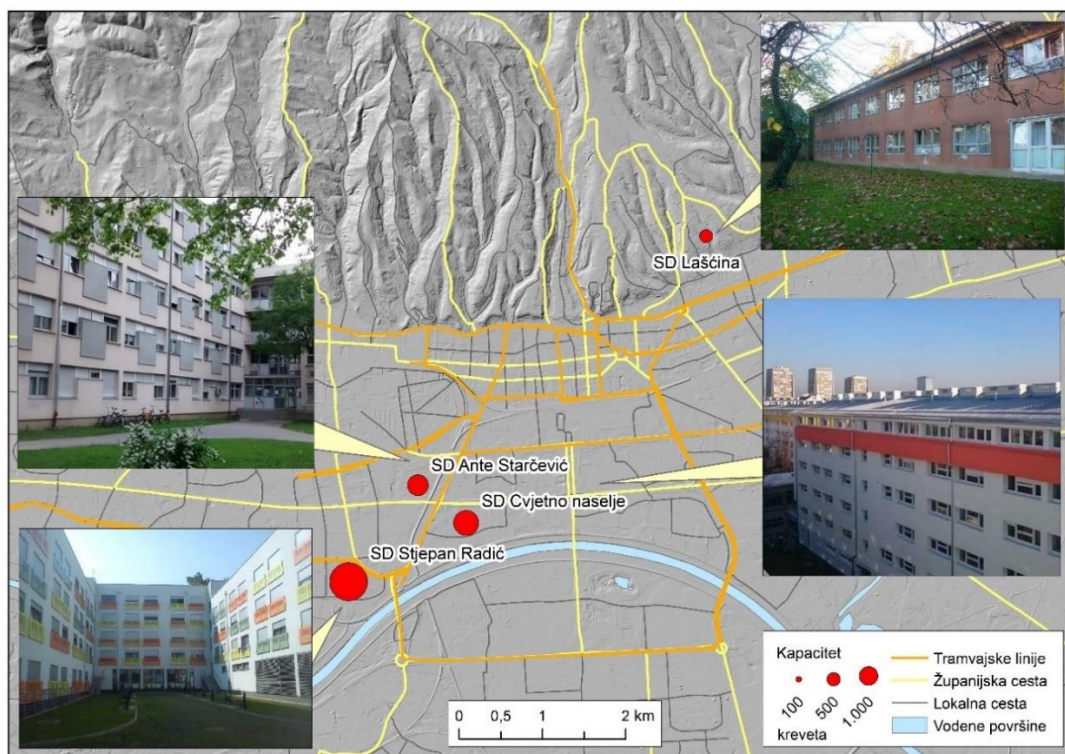 SD Lašćina
SD Ante Starčević
SD Cvjetno naselje
SD Stjepan Radić
0 0,5 1 2 km
Kapacitet
100 500 1.000
kreveta
Tramvajske linije
Županijska cesta
Lokalna cesta
Vodene površine